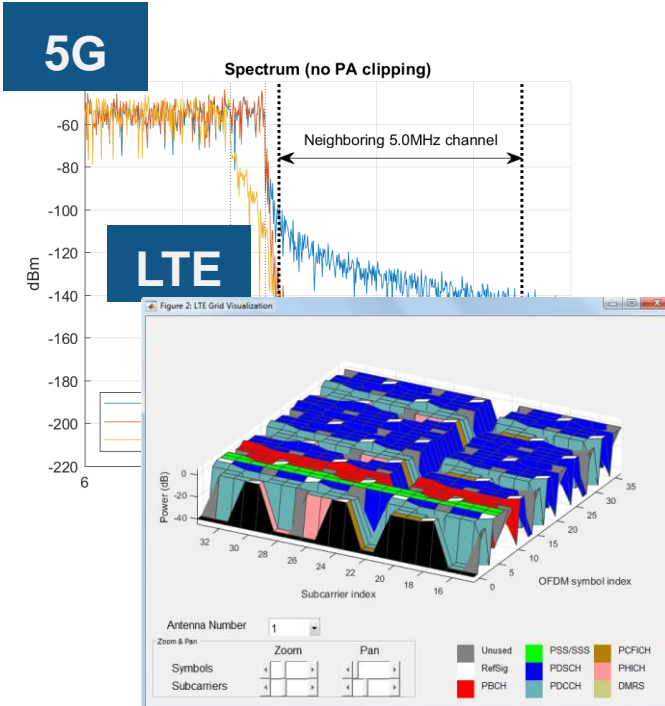 5G
Spectrum (no PA clipping)
-60
Neighboring 5.0MHz channel
-80
-100
-120
dBm
LTE
-140
-160
-180
-200
-220
6
Figure 2: LTE Grid Visualization
Power (dB)
0
-20
-40
32
30
28
26
24
22
20
18
16
Subcarrier index
0
5
10
15
20
25
30
35
OFDM symbol index
Antenna Number
1
Zoom & Pan
Zoom
Pan
Symbols
Subcarriers
Unused
PSS/SSS
PCFICH
RefSig
PDSCH
PHICH
PBCH
PDCCH
DMRS